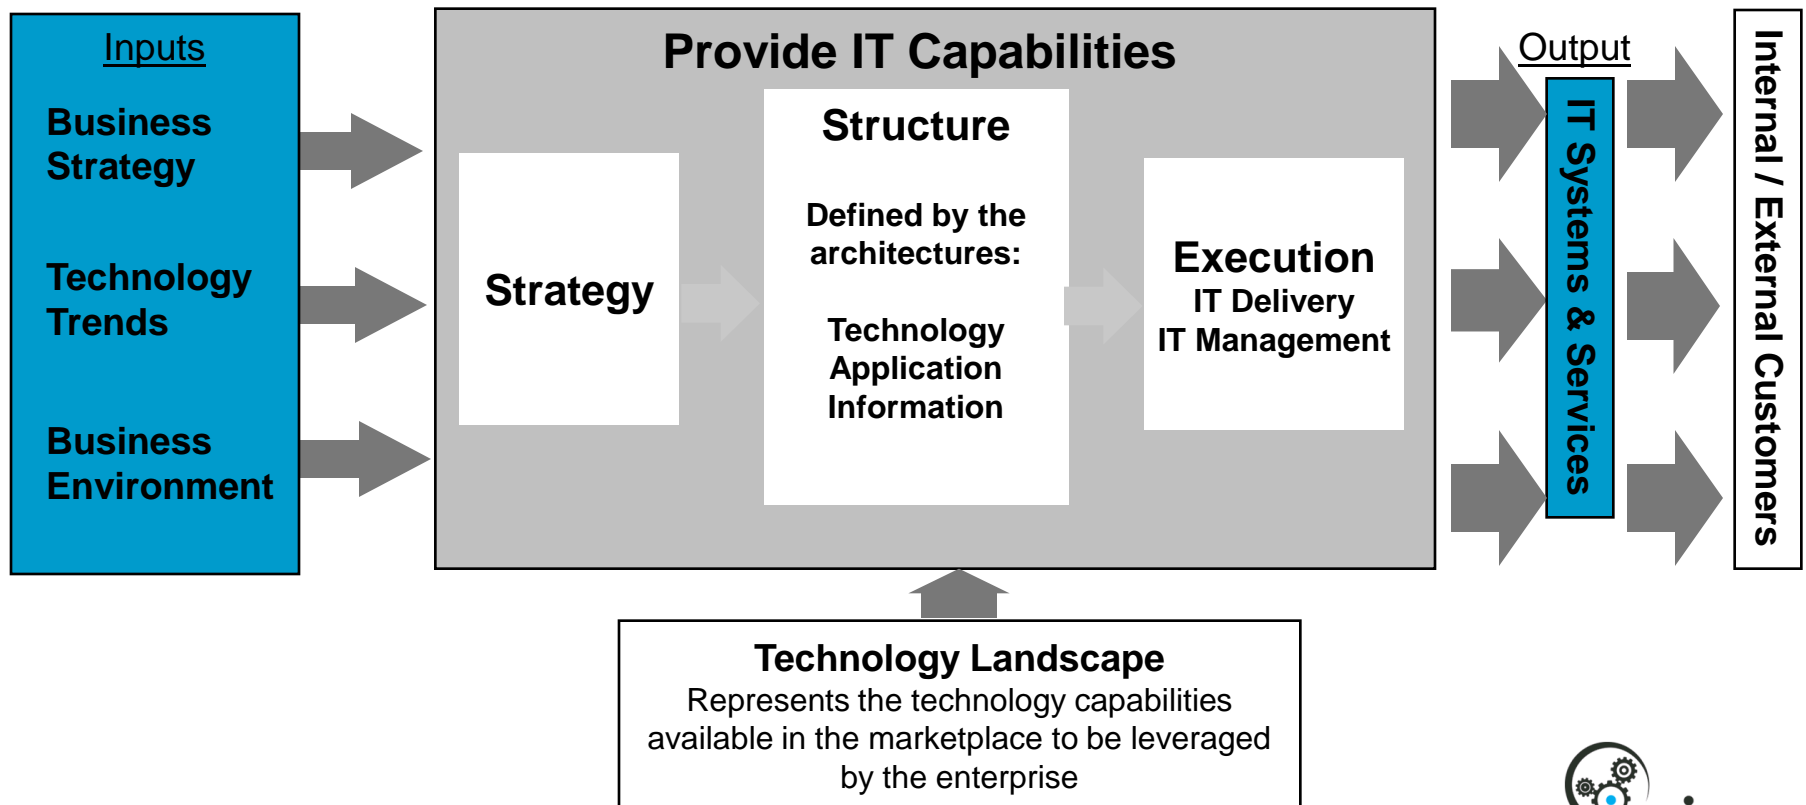 Inputs
Business
Strategy
Technology
Trends
Business
Environment
Provide IT Capabilities
Strategy
Structure
Defined by the
architectures:
Technology
Application
Information
Execution
IT Delivery
IT Management
Output
IT Systems & Services
Internal / External Customers
Technology Landscape
Represents the technology capabilities
available in the marketplace to be leveraged
by the enterprise